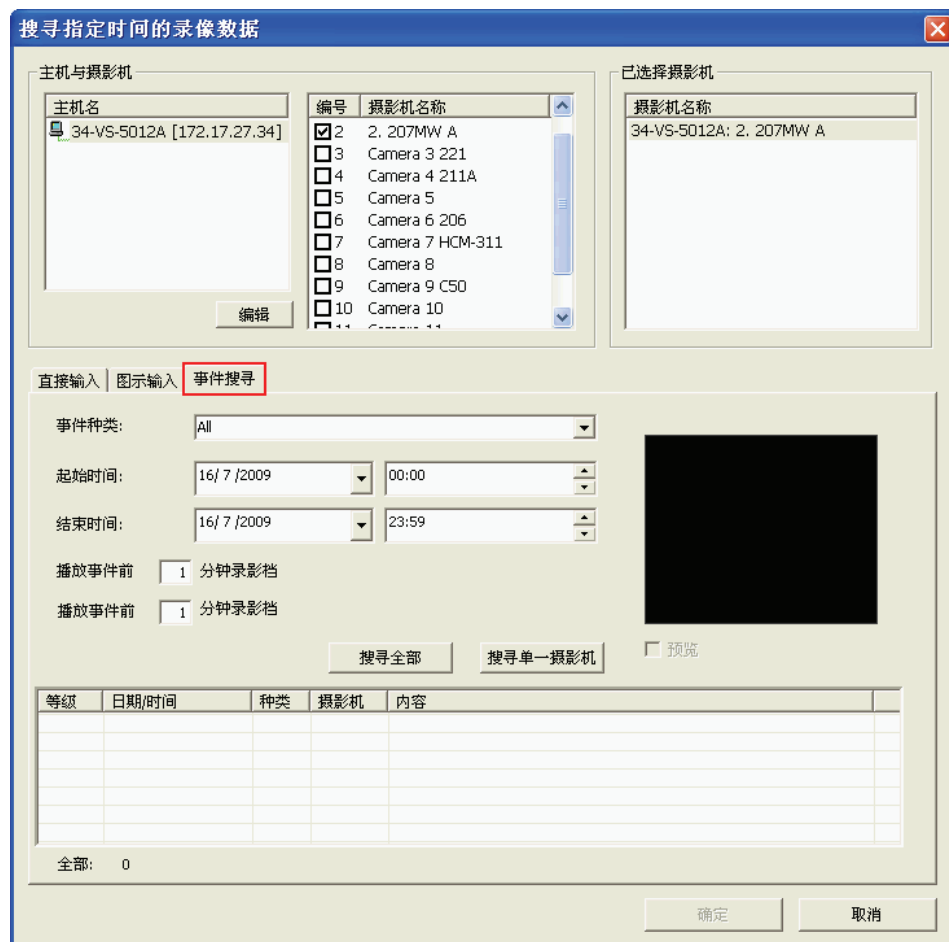 搜寻指定时间的录像数据
主机与摄影机
主机名
34-VS-5012A [172.17.27.34]
编辑
编号 摄影机名称
2 2. 207MW A
3 Camera 3 221
4 Camera 4 211A
5 Camera 5
6 Camera 6 206
7 Camera 7 HCM-311
8 Camera 8
9 Camera 9 C50
10 Camera 10
11 Camera 11
已选择摄影机
摄影机名称
34-VS-5012A: 2. 207MW A
直接输入 图示输入 事件搜寻
事件种类: All
起始时间: 16/ 7 /2009 00:00
结束时间: 16/ 7 /2009 23:59
播放事件前 1 分钟录影档
播放事件前 1 分钟录影档
搜寻全部 搜寻单一摄影机
预览
等级 日期/时间 种类 摄影机 内容
全部: 0
确定 取消